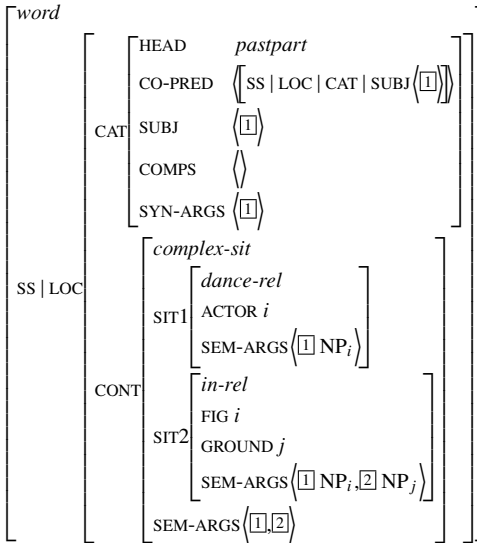 word
HEAD pastpart
CO-PRED ⟨[SS | LOC | CAT | SUBJ⟨[1]⟩]⟩
CAT SUBJ ⟨[1]⟩
COMPS ⟨⟩
SYN-ARGS ⟨[1]⟩
complex-sit
SS | LOC
dance-rel
SIT1 ACTOR i
SEM-ARGS⟨[1] NPi⟩
CONT
in-rel
FIG i
SIT2
GROUND j
SEM-ARGS⟨[1] NPi,[2] NPj⟩
SEM-ARGS⟨[1],[2]⟩